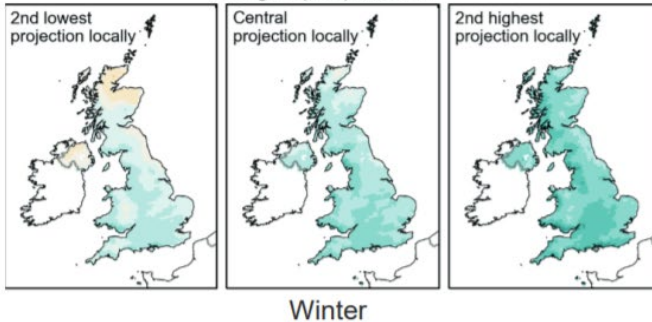 2nd lowest
projection locally
Central
projection locally
2nd highest
projection locally
Winter